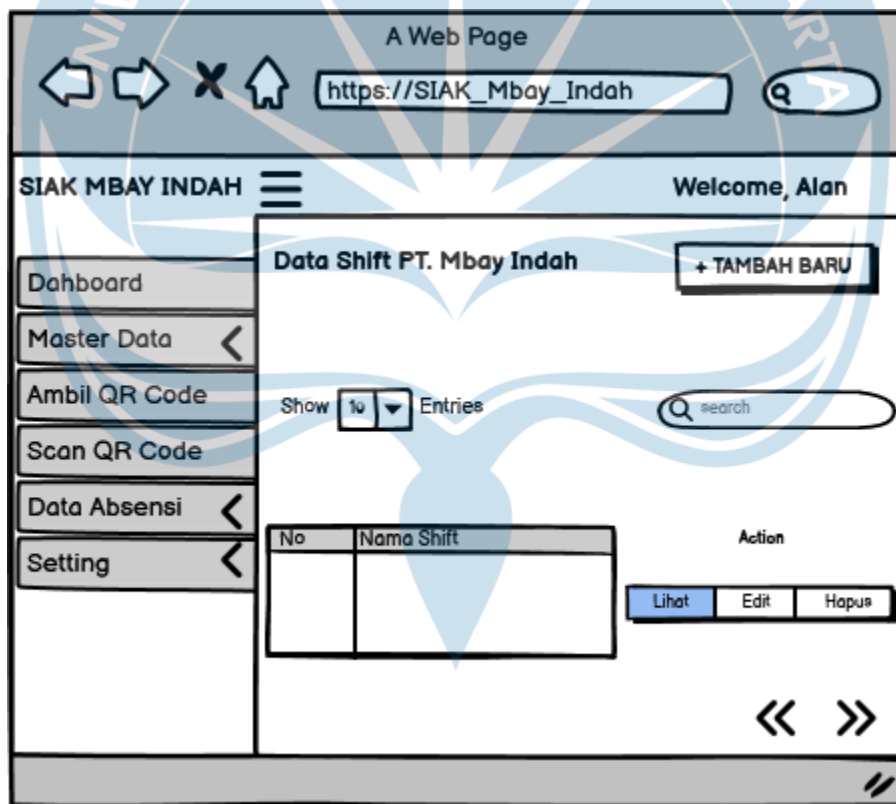 A Web Page
https://SIAK_Mbay_Indah
SIAK MBAY INDAH
Welcome, Alan
Data Shift PT. Mbay Indah
+ TAMBAH BARU
Dahboard
Master Data
Ambil QR Code
Scan QR Code
Data Absensi
Setting
Show 10 Entries
search
No Nama Shift
Action
Lihat Edit Hapus